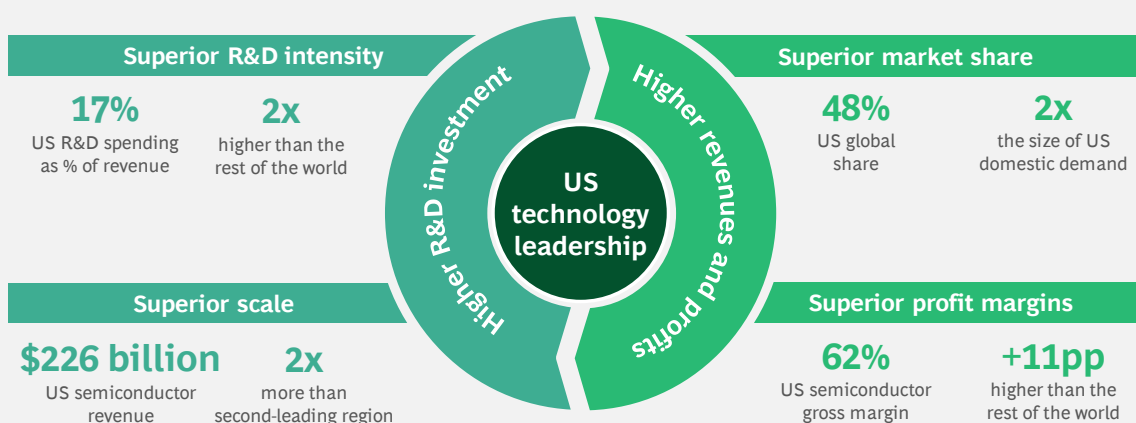 Superior R&D intensity
17%
US R&D spending
as % of revenue
2x
higher than the
rest of the world
Superior scale
$226 billion
US semiconductor
revenue
2x
more than
second-leading region
Higher R&D investment
US
technology
leadership
Higher revenues and profits
Superior market share
48%
US global
share
2x
the size of US
domestic demand
Superior profit margins
62%
US semiconductor
gross margin
+11pp
higher than the
rest of the world